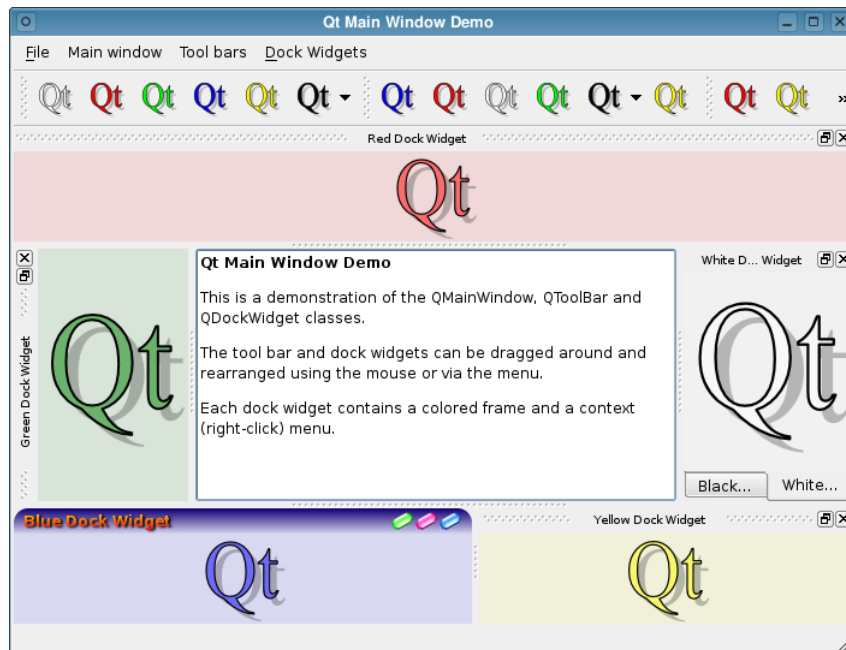 Qt Main Window Demo
File Main window Tool bars Dock Widgets
Qt Qt Qt Qt Qt Qt Qt Qt Qt Qt Qt Qt Qt Qt »
Red Dock Widget
Qt
Green Dock Widget
Qt
Qt Main Window Demo
This is a demonstration of the QMainWindow, QToolBar and
QDockWidget classes.
The tool bar and dock widgets can be dragged around and
rearranged using the mouse or via the menu.
Each dock widget contains a colored frame and a context
(right-click) menu.
White D... Widget
Qt
Black... White...
Blue Dock Widget
Qt
Yellow Dock Widget
Qt